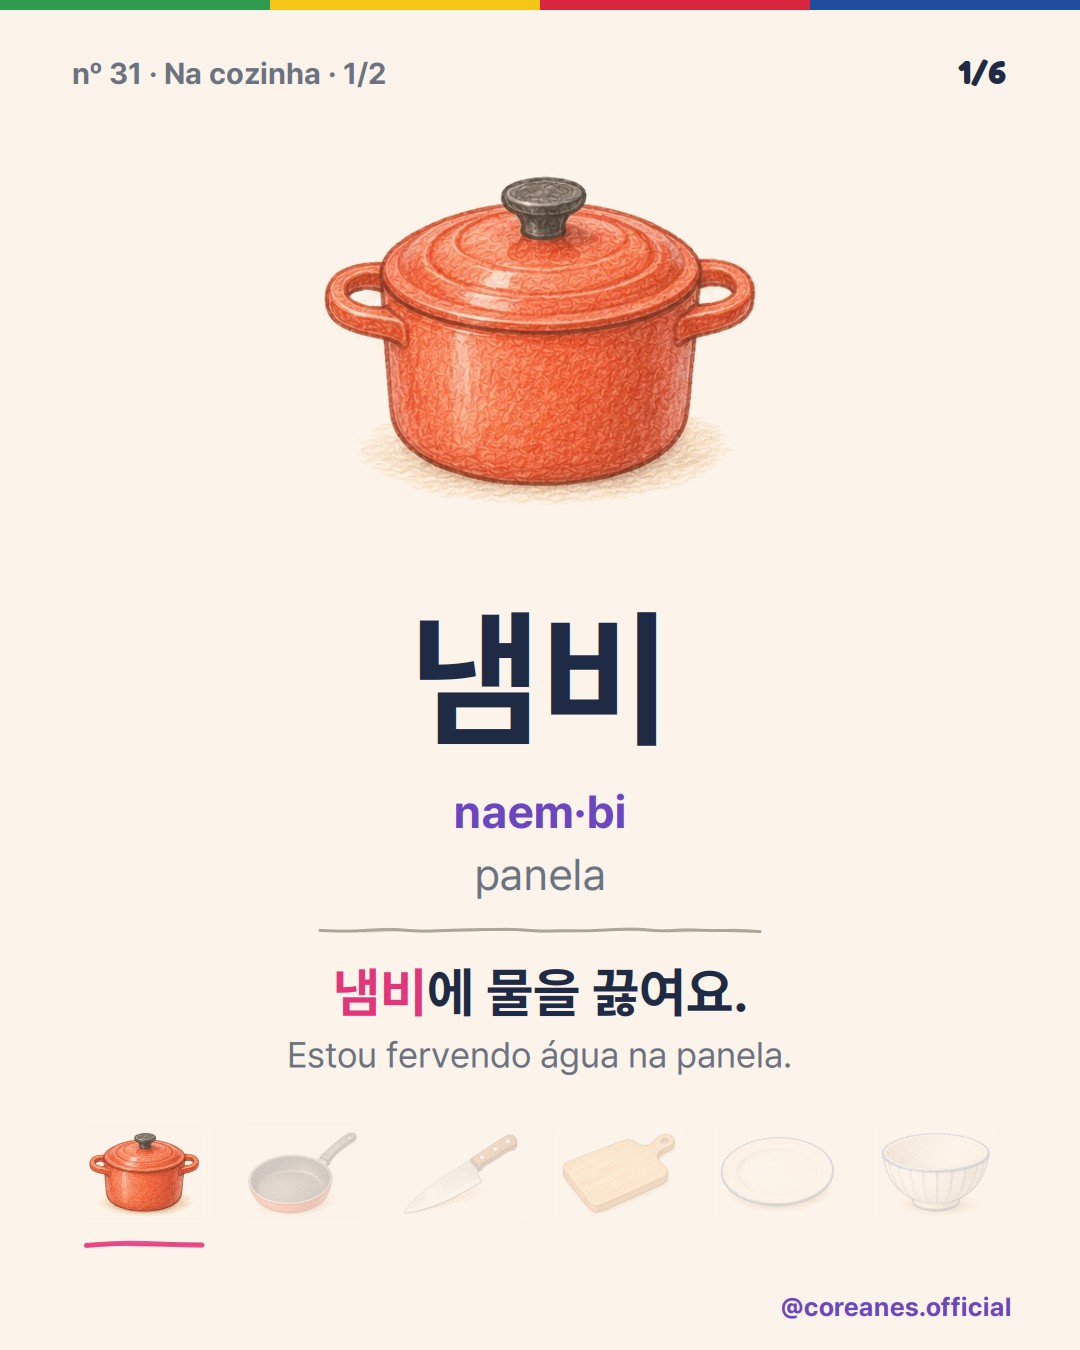 nº 31 · Na cozinha · 1/2
1/6
냄비
naem·bi
panela
냄비에 물을 끓여요.
Estou fervendo água na panela.
@coreanes.official